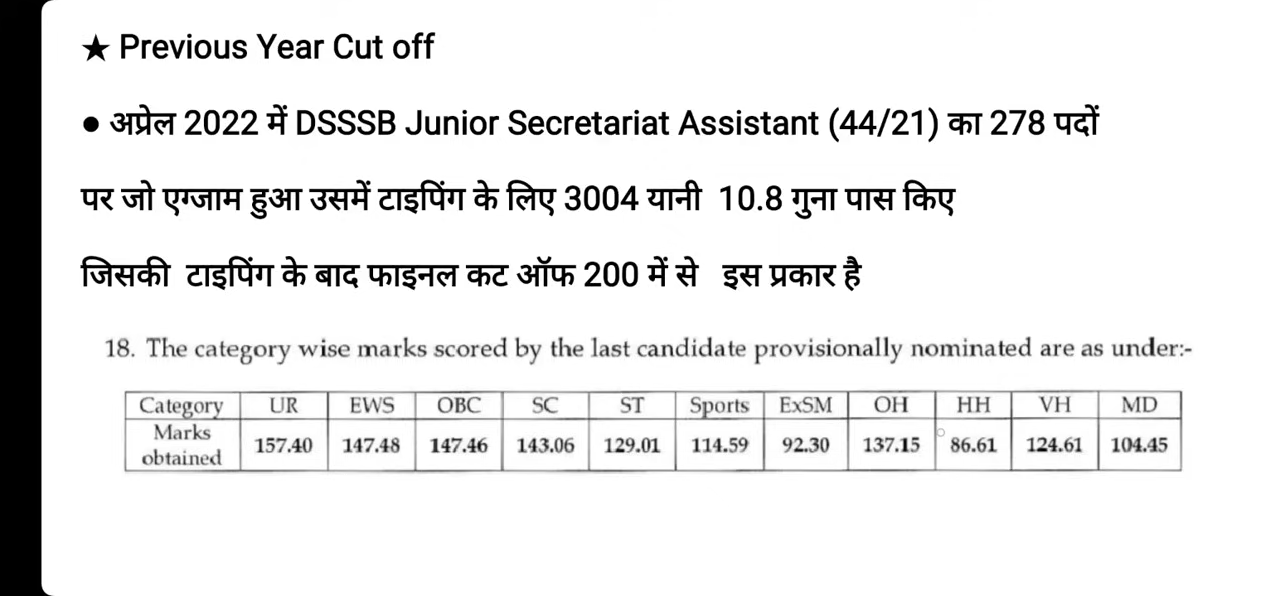 ★ Previous Year Cut off
● अप्रेल 2022 में DSSSB Junior Secretariat Assistant (44/21) का 278 पदों
पर जो एग्जाम हुआ उसमें टाइपिंग के लिए 3004 यानी 10.8 गुना पास किए
जिसकी टाइपिंग के बाद फाइनल कट ऑफ 200 में से इस प्रकार है
18. The category wise marks scored by the last candidate provisionally nominated are as under:-
Category UR EWS OBC SC ST Sports ExSM OH HH VH MD
Marks obtained 157.40 147.48 147.46 143.06 129.01 114.59 92.30 137.15 86.61 124.61 104.45